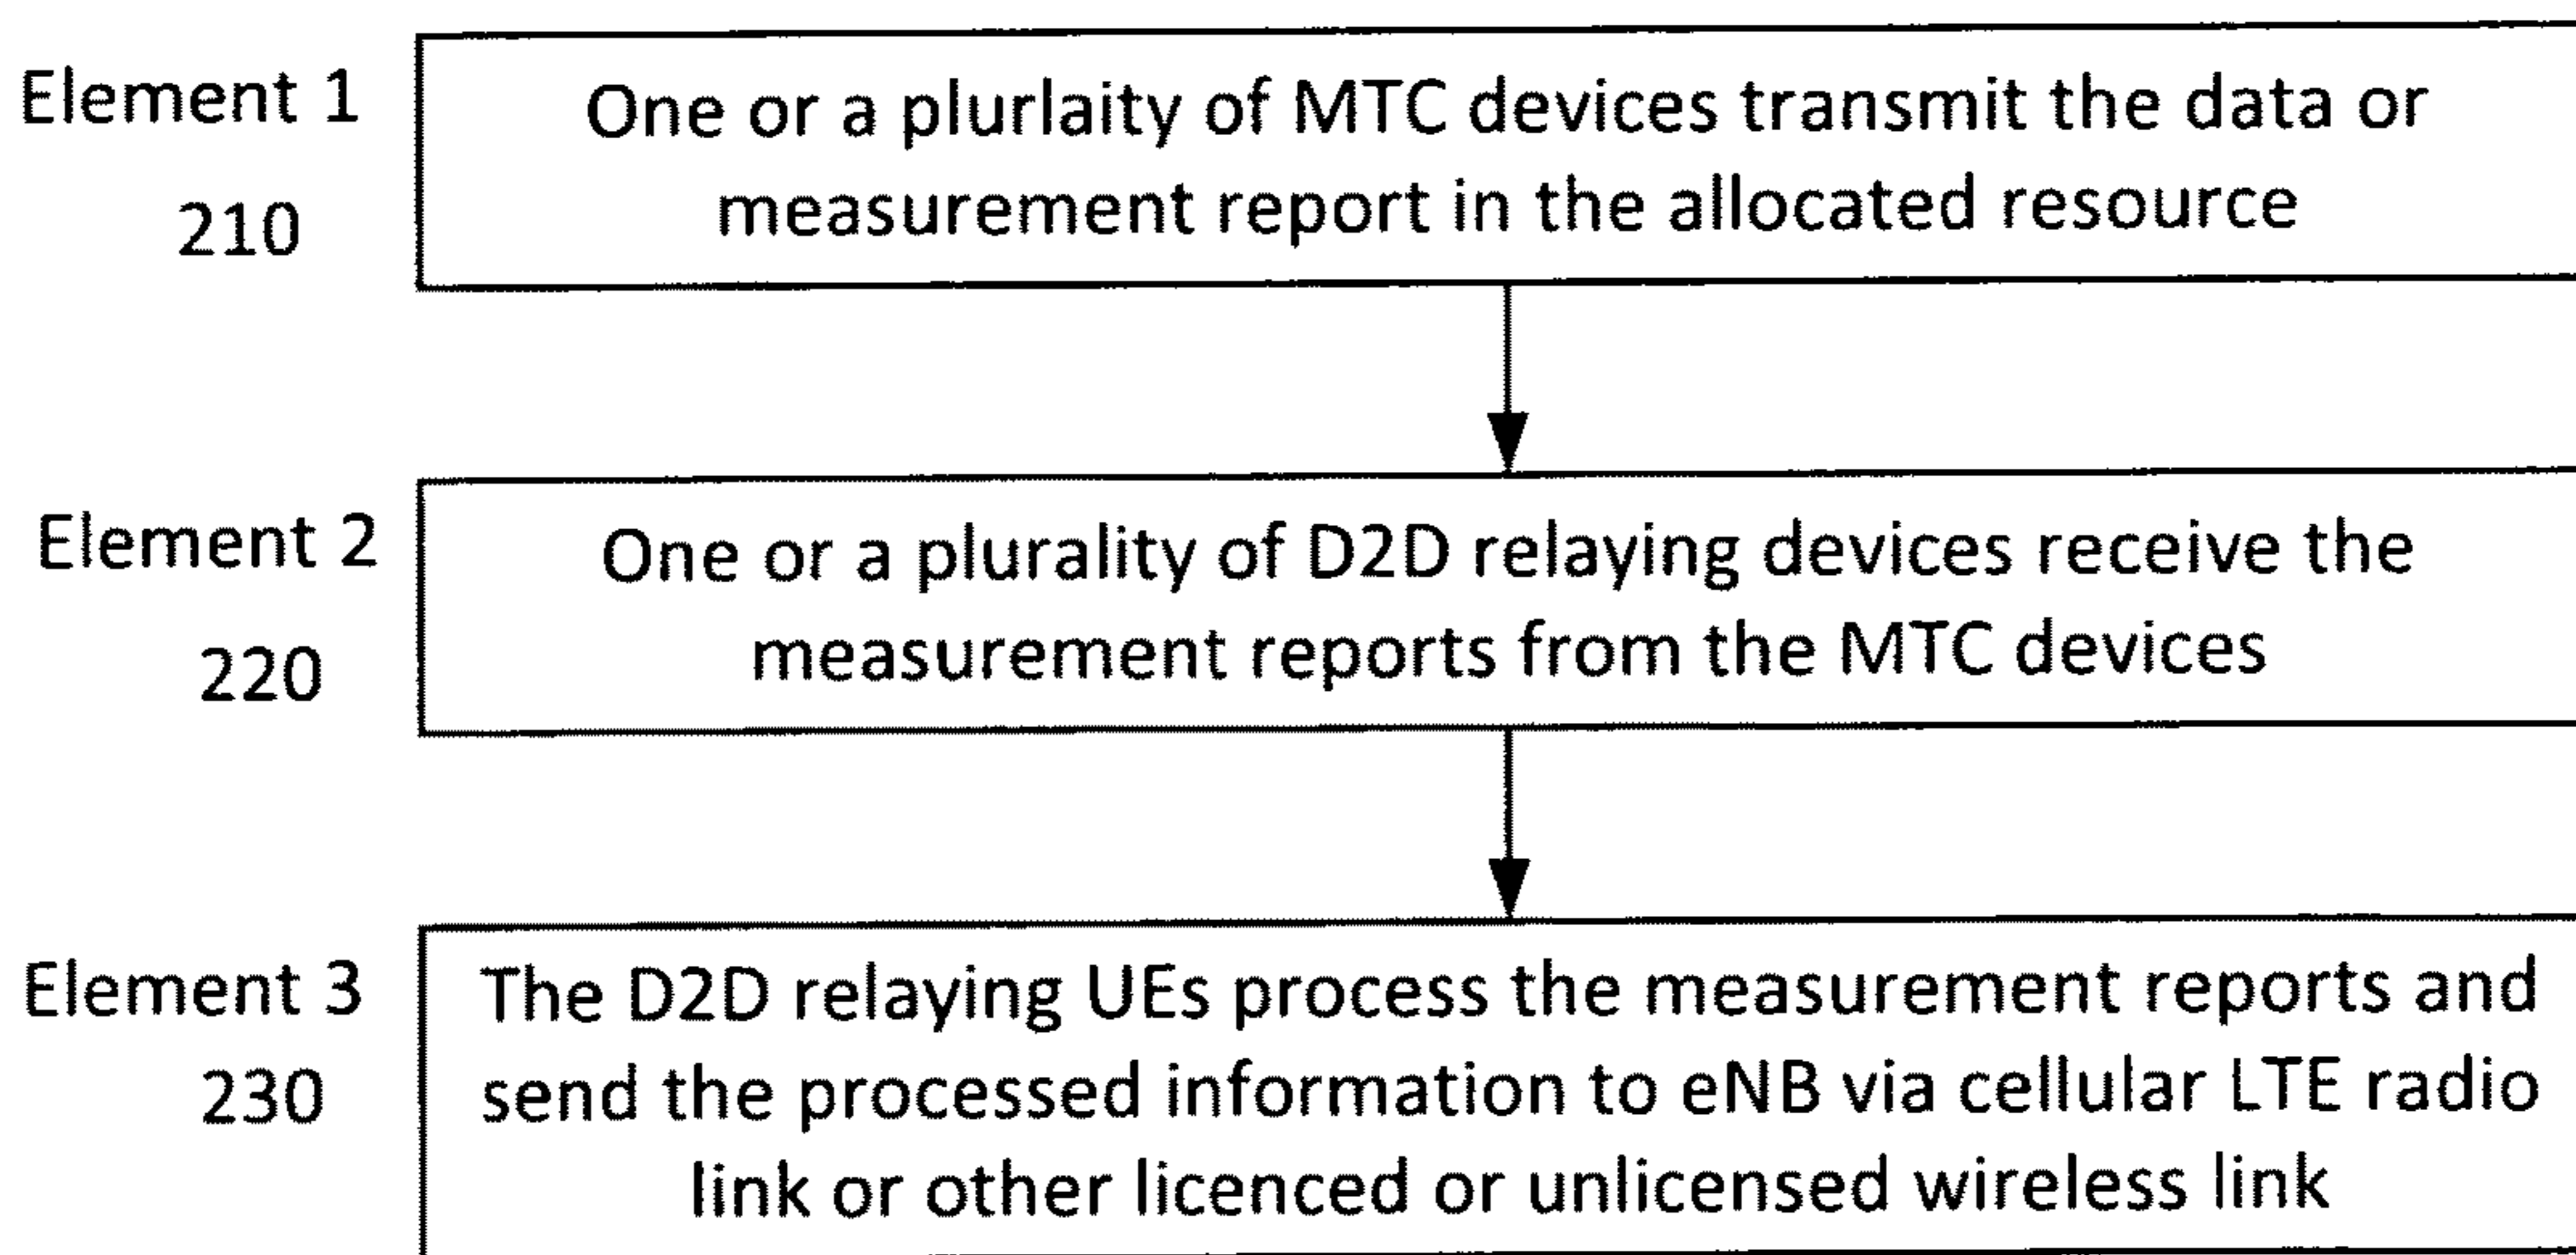 Element 1
210
One or a plurlaity of MTC devices transmit the data or
measurement report in the allocated resource
Element 2
220
One or a plurality of D2D relaying devices receive the
measurement reports from the MTC devices
Element 3
230
The D2D relaying UEs process the measurement reports and
send the processed information to eNB via cellular LTE radio
link or other licenced or unlicensed wireless link